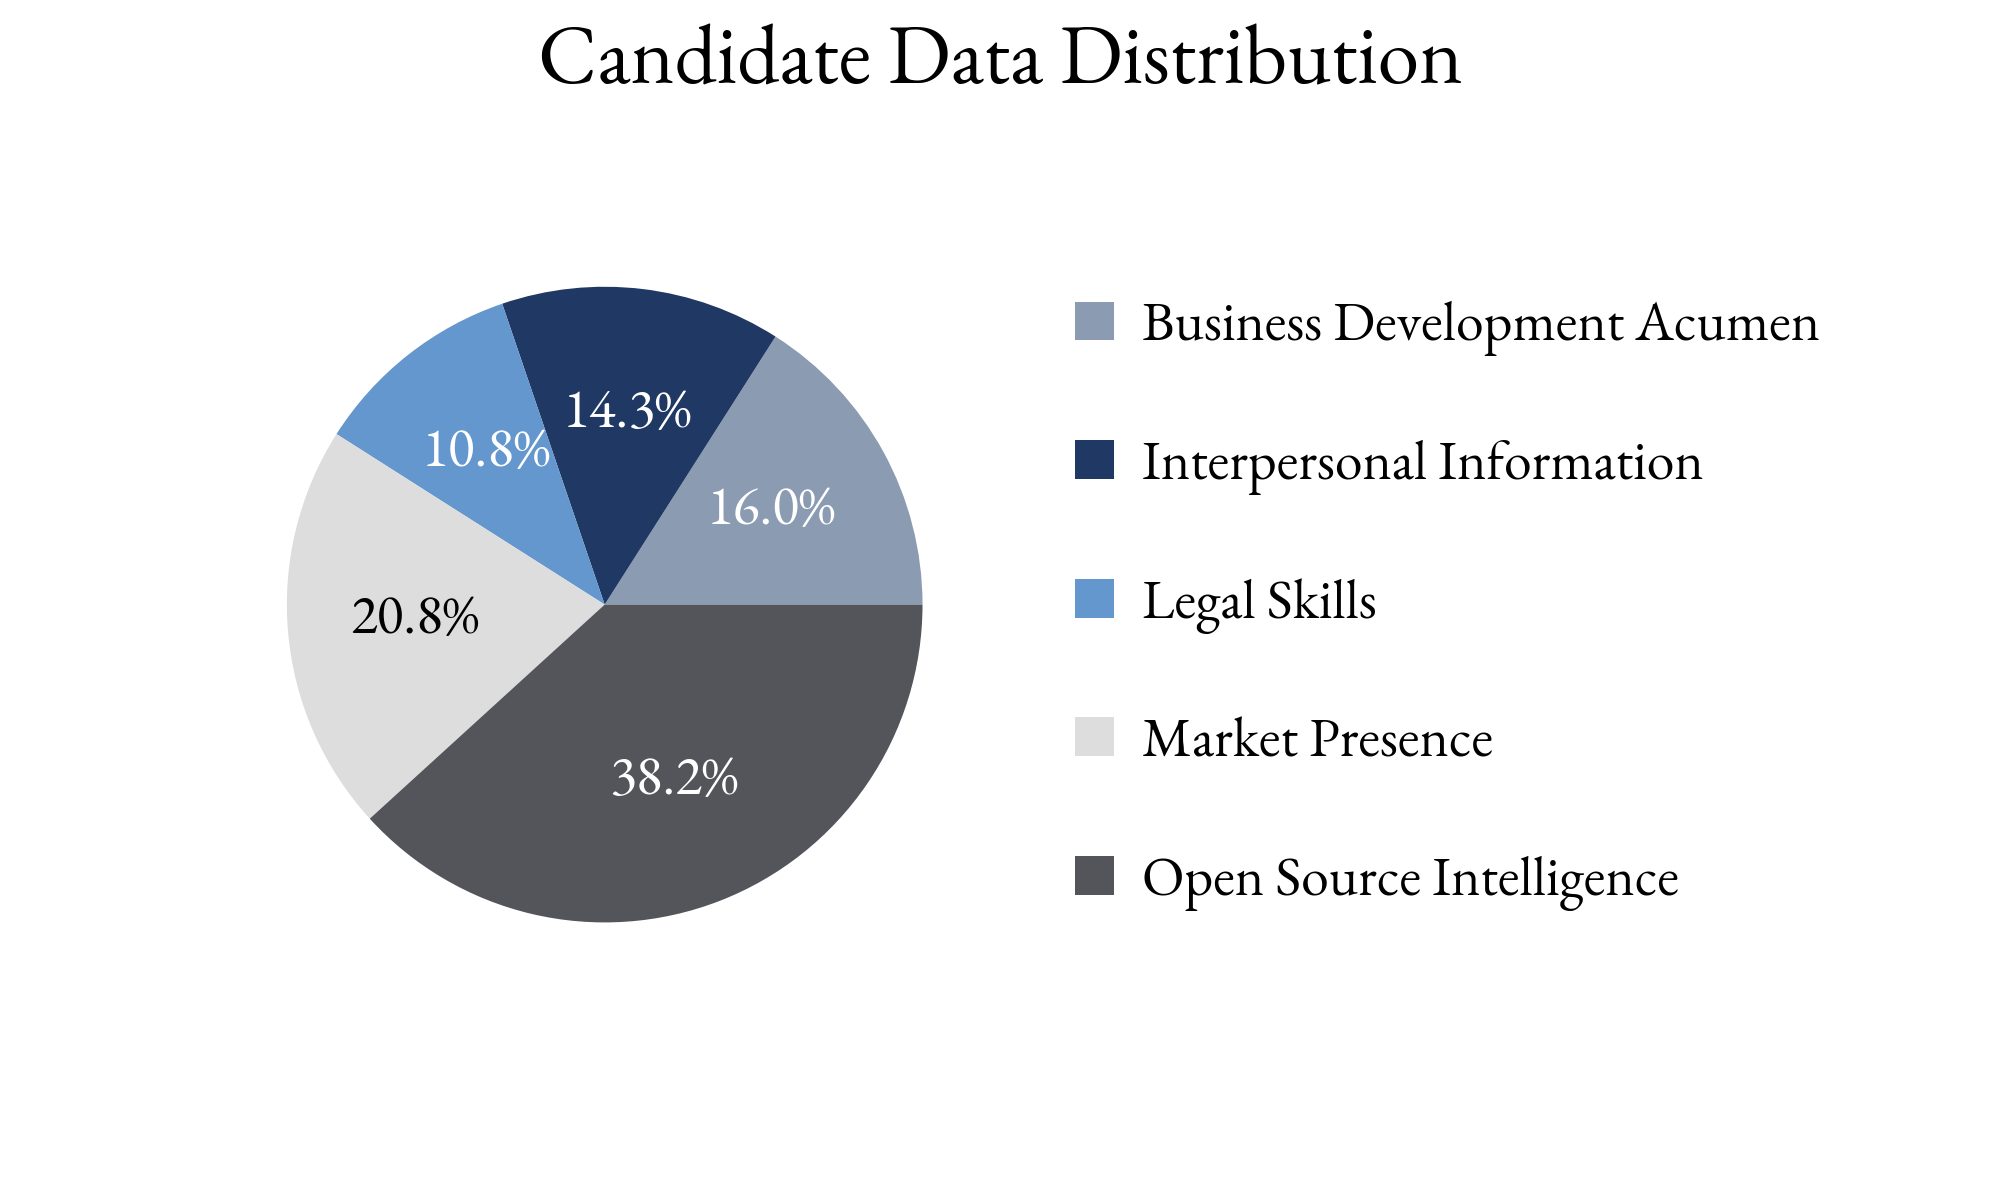 Candidate Data Distribution
14.3%
10.8%
16.0%
20.8%
38.2%
Business Development Acumen
Interpersonal Information
Legal Skills
Market Presence
Open Source Intelligence